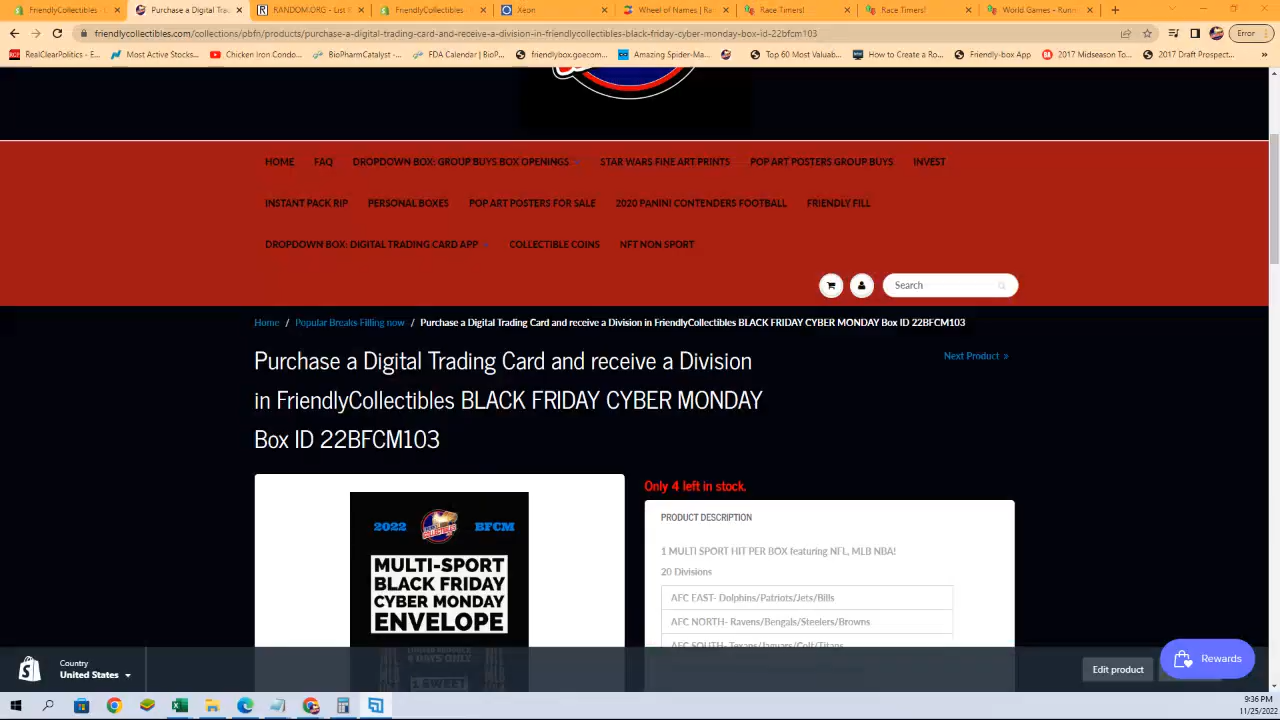 FriendlyCollectibles
Purchase a Digital Trad
RANDOM.ORG - List
FriendlyCollectibles
Xeon
Wheel of Names | Ra
Race Timers!
Race Timers!
World Games - Runn
friendlycollectibles.com/collections/pbfn/products/purchase-a-digital-trading-card-and-receive-a-division-in-friendlycollectibles-black-friday-cyber-monday-box-id-22bfcm103
Error
RealClearPolitics - E...
Most Active Stocks...
Chicken Iron Condo...
BioPharmCatalyst -...
FDA Calendar | BioP...
friendlybox.goecom...
Amazing Spider-Ma...
Top 60 Most Valuab...
How to Create a Ro...
Friendly-box App
2017 Midseason To...
2017 Draft Prospect...
HOME FAQ DROPDOWN BOX: GROUP BUYS BOX OPENINGS STAR WARS FINE ART PRINTS POP ART POSTERS GROUP BUYS INVEST
INSTANT PACK RIP PERSONAL BOXES POP ART POSTERS FOR SALE 2020 PANINI CONTENDERS FOOTBALL FRIENDLY FILL
DROPDOWN BOX: DIGITAL TRADING CARD APP COLLECTIBLE COINS NFT NON SPORT
Search
Home / Popular Breaks Filling now / Purchase a Digital Trading Card and receive a Division in FriendlyCollectibles BLACK FRIDAY CYBER MONDAY Box ID 22BFCM103
Next Product »
Purchase a Digital Trading Card and receive a Division
in FriendlyCollectibles BLACK FRIDAY CYBER MONDAY
Box ID 22BFCM103
Only 4 left in stock.
2022 BFCM
MULTI-SPORT
BLACK FRIDAY
CYBER MONDAY
ENVELOPE
1 SWEET
PRODUCT DESCRIPTION
1 MULTI SPORT HIT PER BOX featuring NFL, MLB NBA!
20 Divisions
AFC EAST- Dolphins/Patriots/Jets/Bills
AFC NORTH- Ravens/Bengals/Steelers/Browns
AFC SOUTH- Texans/Jaguars/Colt/Titans
Country
United States
Edit product
Rewards
9:36 PM
11/25/2022